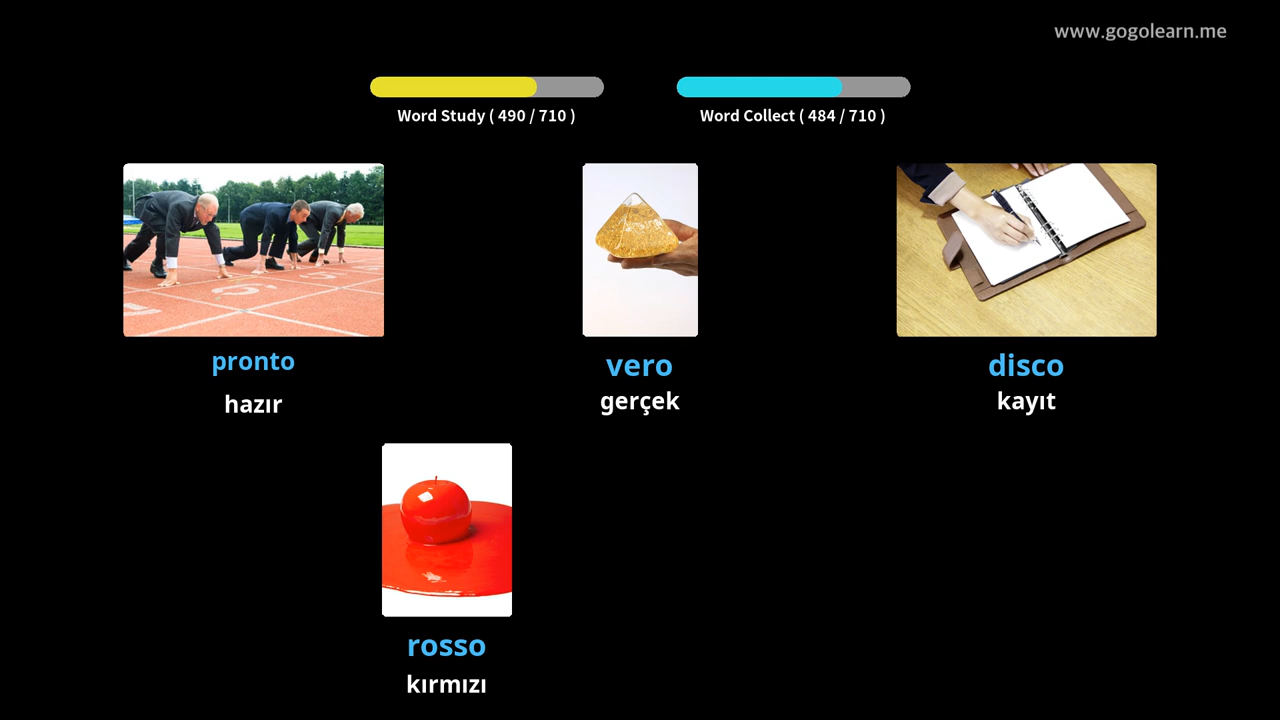 www.gogolearn.me
Word Study ( 490 / 710 )
Word Collect ( 484 / 710 )
pronto
hazır
vero
gerçek
disco
kayıt
rosso
kırmızı